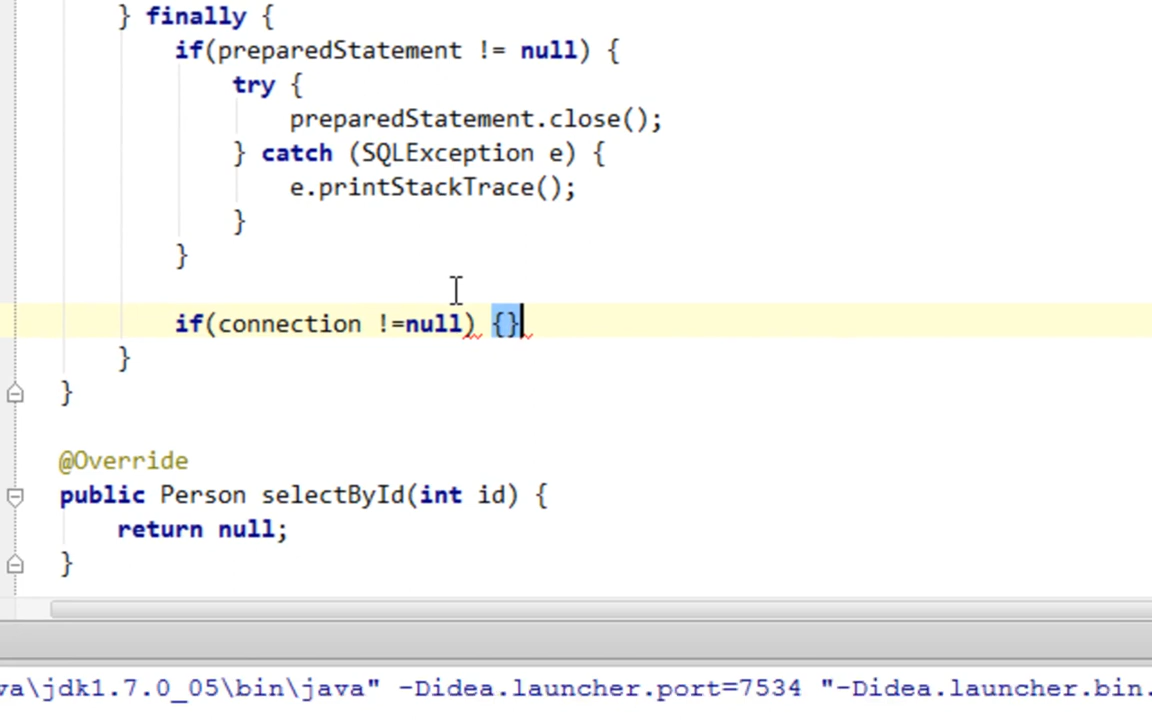 } finally {
if(preparedStatement != null) {
try {
preparedStatement.close();
} catch (SQLException e) {
e.printStackTrace();
}
}
if(connection !=null) {}
}
}
@Override
public Person selectById(int id) {
return null;
}
va\jdk1.7.0_05\bin\java" -Didea.launcher.port=7534 "-Didea.launcher.bin.